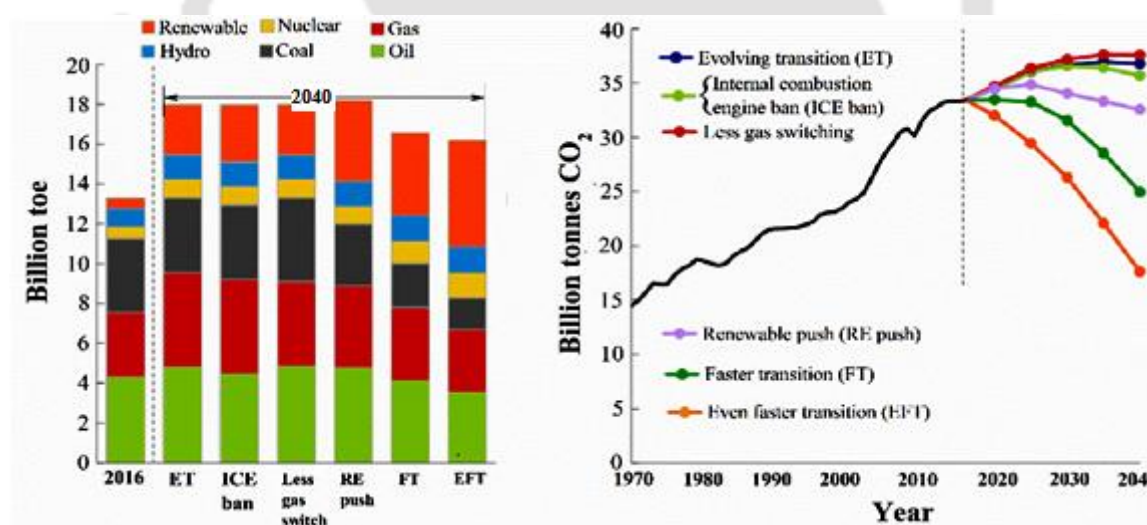 Renewable Nuclear Gas
Hydro Coal Oil
Billion toe
20
18
16
14
12
10
8
6
4
2
0
2040
2016 ET ICE ban Less gas switch RE push FT EFT
Billion tonnes CO2
40
35
30
25
20
15
10
5
0
Evolving transition (ET)
Internal combustion
engine ban (ICE ban)
Less gas switching
Renewable push (RE push)
Faster transition (FT)
Even faster transition (EFT)
1970 1980 1990 2000 2010 2020 2030 204
Year